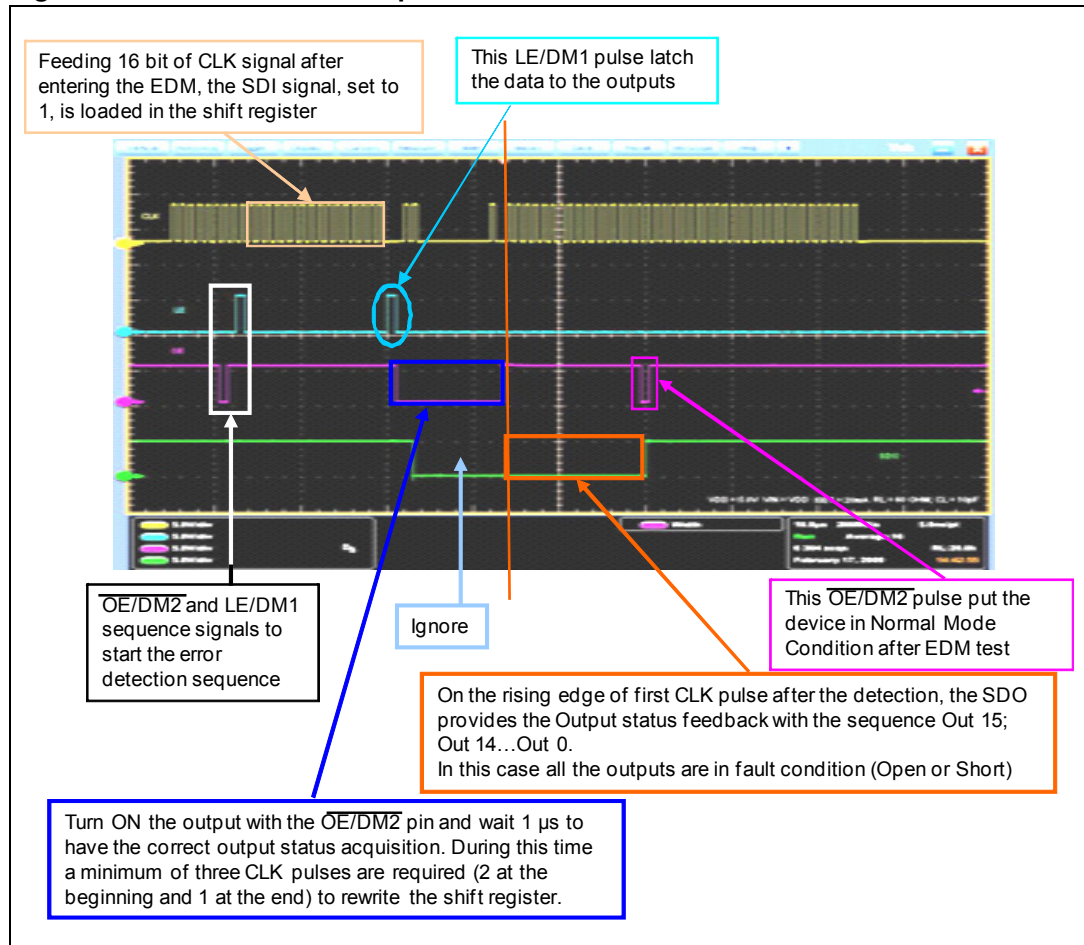 Feeding 16 bit of CLK signal after
entering the EDM, the SDI signal, set to
1, is loaded in the shift register
This LE/DM1 pulse latch
the data to the outputs
CLK
LE
OE
SDO
February 17, 2008
OE/DM2 and LE/DM1
sequence signals to
start the error
detection sequence
Ignore
This OE/DM2 pulse put the
device in Normal Mode
Condition after EDM test
On the rising edge of first CLK pulse after the detection, the SDO
provides the Output status feedback with the sequence Out 15;
Out 14…Out 0.
In this case all the outputs are in fault condition (Open or Short)
Turn ON the output with the OE/DM2 pin and wait 1 µs to
have the correct output status acquisition. During this time
a minimum of three CLK pulses are required (2 at the
beginning and 1 at the end) to rewrite the shift register.